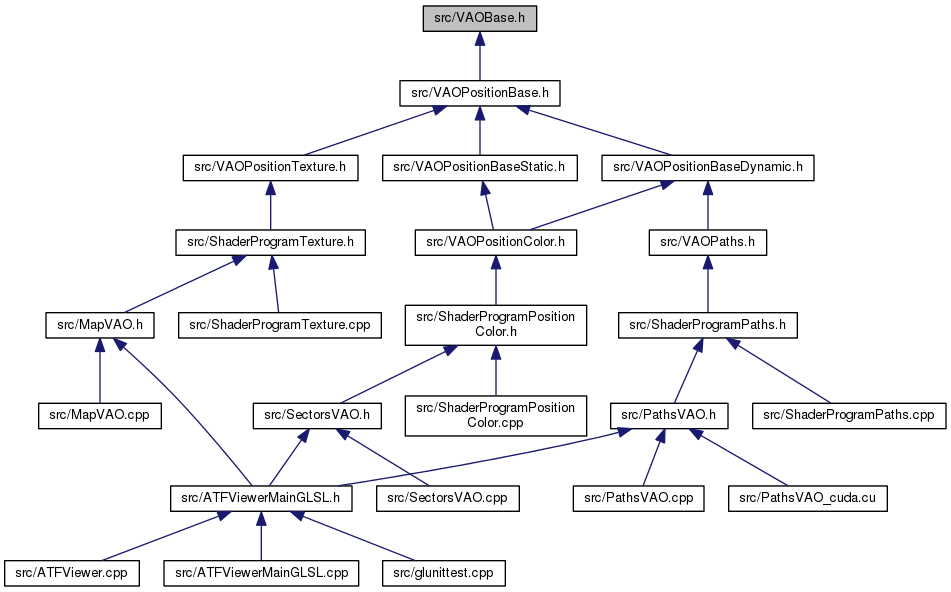 src/VAOBase.h
src/VAOPositionBase.h
src/VAOPositionTexture.h
src/VAOPositionBaseStatic.h
src/VAOPositionBaseDynamic.h
src/ShaderProgramTexture.h
src/VAOPositionColor.h
src/VAOPaths.h
src/MapVAO.h
src/ShaderProgramTexture.cpp
src/ShaderProgramPosition
Color.h
src/ShaderProgramPaths.h
src/MapVAO.cpp
src/SectorsVAO.h
src/ShaderProgramPosition
Color.cpp
src/PathsVAO.h
src/ShaderProgramPaths.cpp
src/ATFViewerMainGLSL.h
src/SectorsVAO.cpp
src/PathsVAO.cpp
src/PathsVAO_cuda.cu
src/ATFViewer.cpp
src/ATFViewerMainGLSL.cpp
src/glunittest.cpp